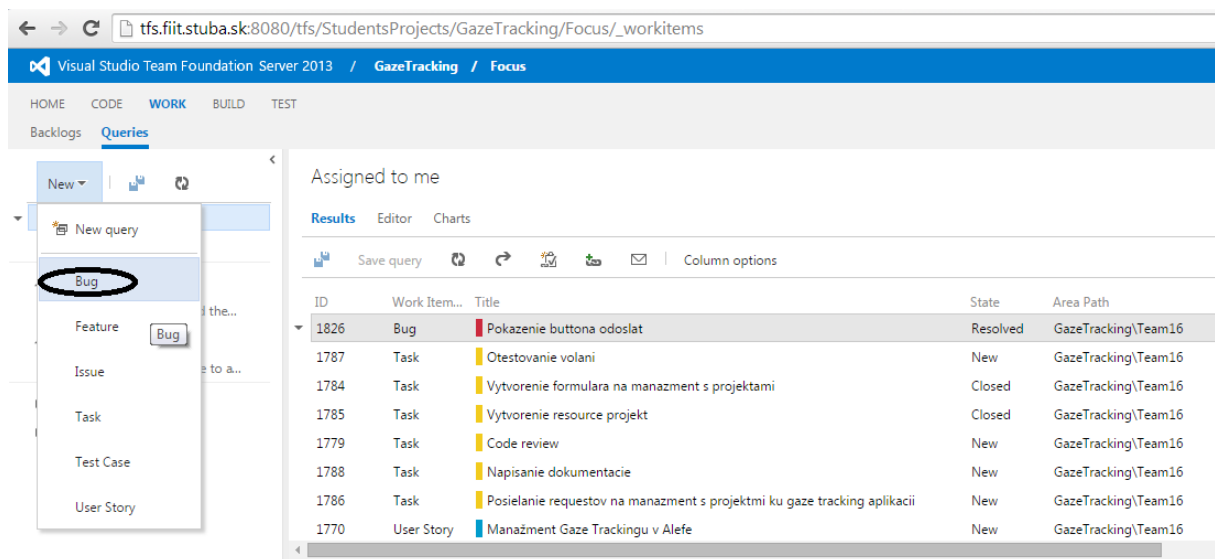 tfs.fiit.stuba.sk:8080/tfs/StudentsProjects/GazeTracking/Focus/_workitems
Visual Studio Team Foundation Server 2013 / GazeTracking / Focus
HOME CODE WORK BUILD TEST
Backlogs Queries
New
New query
Bug
Feature
Bug
Issue
Task
Test Case
User Story
d the...
e to a...
Assigned to me
Results Editor Charts
Save query Column options
ID Work Item... Title State Area Path
1826 Bug Pokazenie buttona odoslat Resolved GazeTracking\Team16
1787 Task Otestovanie volani New GazeTracking\Team16
1784 Task Vytvorenie formulara na manazment s projektami Closed GazeTracking\Team16
1785 Task Vytvorenie resource projekt Closed GazeTracking\Team16
1779 Task Code review New GazeTracking\Team16
1788 Task Napisanie dokumentacie New GazeTracking\Team16
1786 Task Posielanie requestov na manazment s projektmi ku gaze tracking aplikacii New GazeTracking\Team16
1770 User Story Manažment Gaze Trackingu v Alefe New GazeTracking\Team16